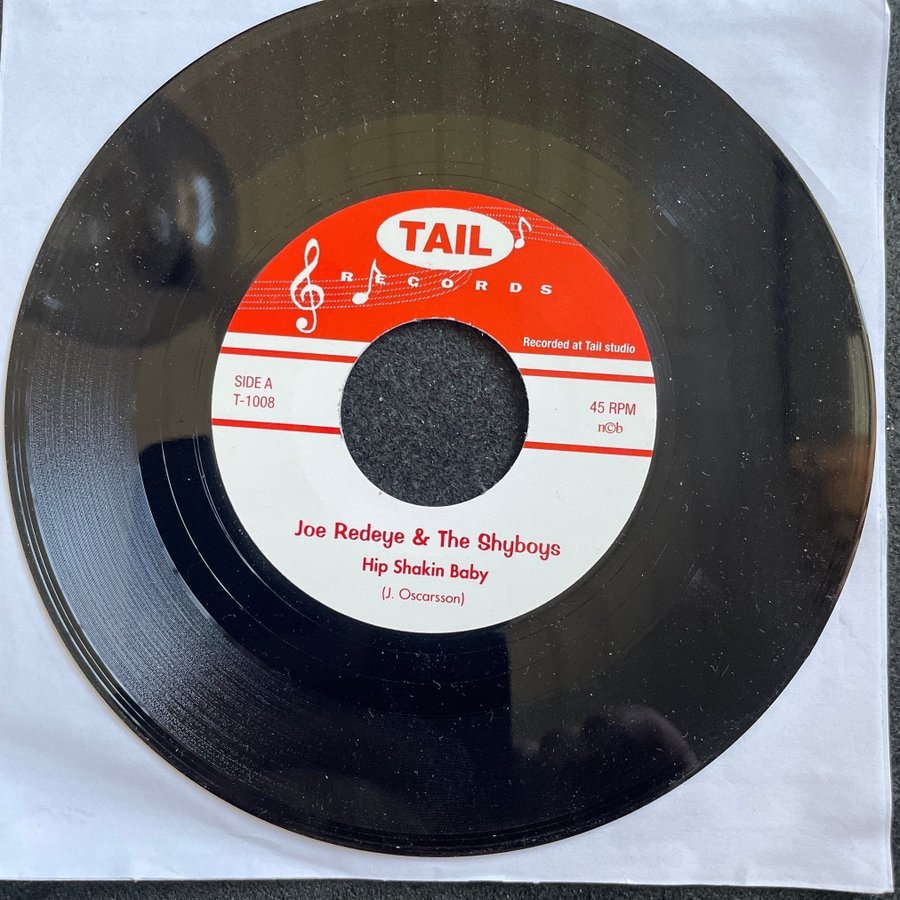 TAIL
RECORDS
Recorded at Tail studio
SIDE A
T-1008
45 RPM
n©b
Joe Redeye & The Shyboys
Hip Shakin Baby
(J. Oscarsson)